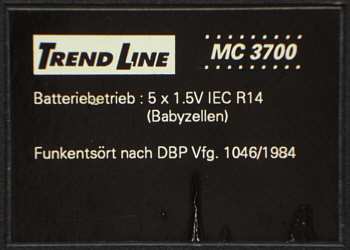 TREND LINE MC 3700
Batteriebetrieb : 5 x 1.5V IEC R14
(Babyzellen)
Funkentsört nach DBP Vfg. 1046/1984